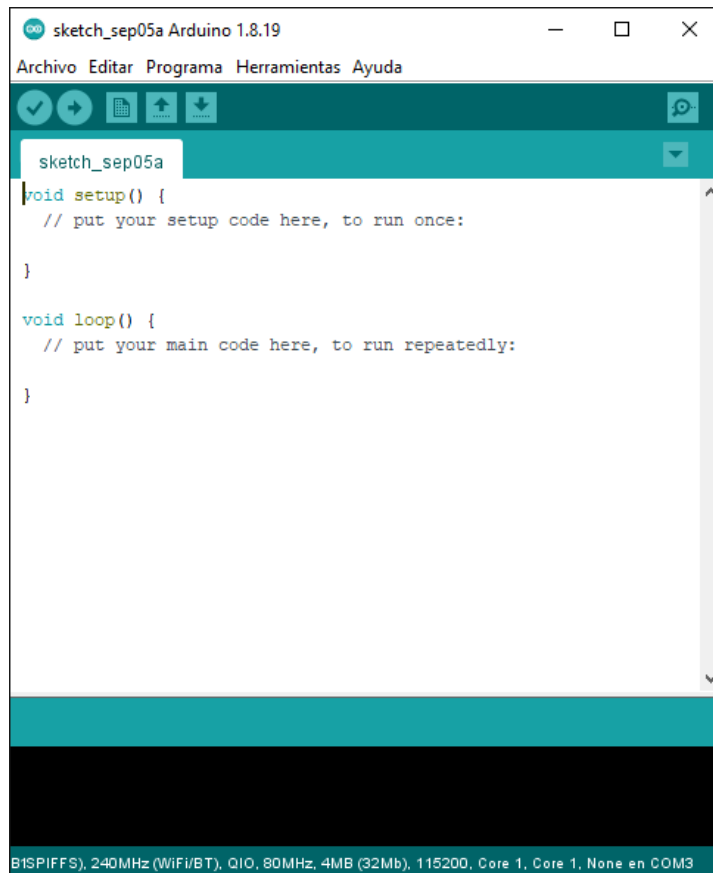 sketch_sep05a Arduino 1.8.19
Archivo Editar Programa Herramientas Ayuda
sketch_sep05a
void setup() {
  // put your setup code here, to run once:
}
void loop() {
  // put your main code here, to run repeatedly:
}
B1SPIFFS), 240MHz (WiFi/BT), QIO, 80MHz, 4MB (32Mb), 115200, Core 1, Core 1, None en COM3